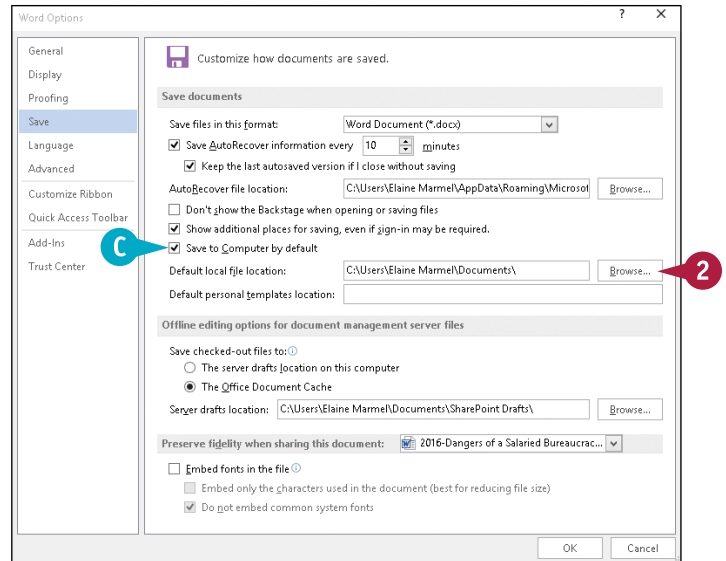 Word Options
? ✕
General
Display
Proofing
Save
Language
Advanced
Customize Ribbon
Quick Access Toolbar
Add-Ins
Trust Center
Customize how documents are saved.
Save documents
Save files in this format: Word Document (*.docx)
Save AutoRecover information every 10 minutes
Keep the last autosaved version if I close without saving
AutoRecover file location: C:\Users\Elaine Marmel\AppData\Roaming\Microsof Browse...
Don't show the Backstage when opening or saving files
Show additional places for saving, even if sign-in may be required.
C Save to Computer by default
Default local file location: C:\Users\Elaine Marmel\Documents\ Browse... 2
Default personal templates location:
Offline editing options for document management server files
Save checked-out files to:
The server drafts location on this computer
The Office Document Cache
Server drafts location: C:\Users\Elaine Marmel\Documents\SharePoint Drafts\ Browse...
Preserve fidelity when sharing this document: 2016-Dangers of a Salaried Bureaucrac...
Embed fonts in the file
Embed only the characters used in the document (best for reducing file size)
Do not embed common system fonts
OK Cancel